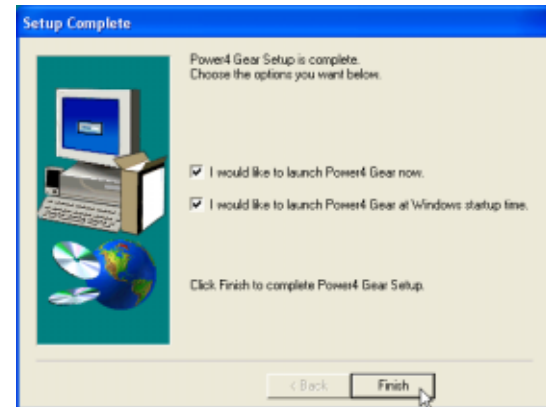 Setup Complete
Power4 Gear Setup is complete.
Choose the options you want below.
I would like to launch Power4 Gear now.
I would like to launch Power4 Gear at Windows startup time.
Click Finish to complete Power4 Gear Setup.
< Back
Finish